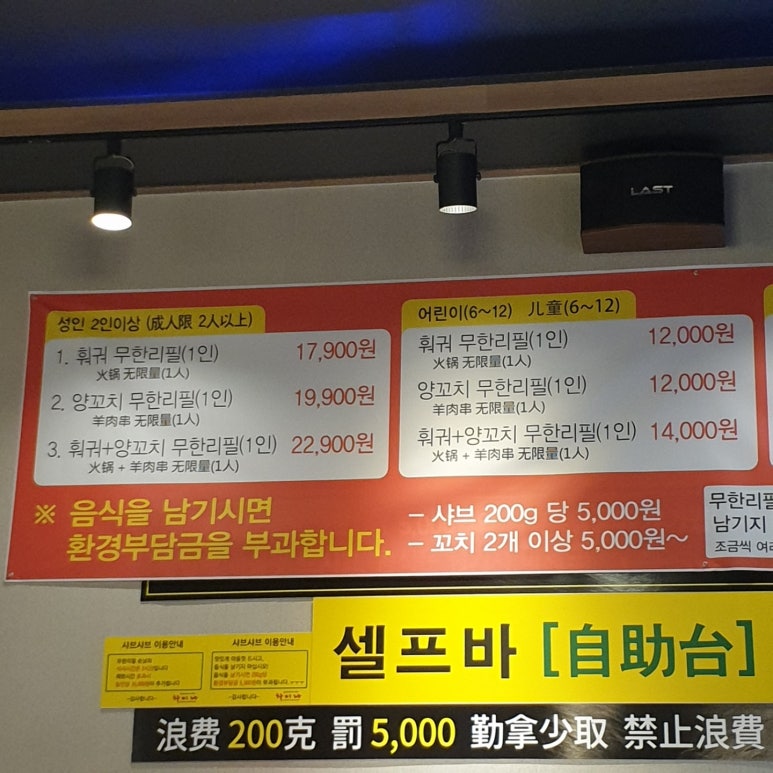 LAST
성인 2인이상 (成人限 2人以上)
1. 훠궈 무한리필(1인) 17,900원
火锅 无限量(1人)
2. 양꼬치 무한리필(1인) 19,900원
羊肉串 无限量(1人)
3. 훠궈+양꼬치 무한리필(1인) 22,900원
火锅 + 羊肉串 无限量(1人)
어린이(6~12) 儿童(6~12)
훠궈 무한리필(1인) 12,000원
火锅 无限量(1人)
양꼬치 무한리필(1인) 12,000원
羊肉串 无限量(1人)
훠궈+양꼬치 무한리필(1인) 14,000원
火锅 + 羊肉串 无限量(1人)
※ 음식을 남기시면
환경부담금을 부과합니다.
- 샤브 200g 당 5,000원
- 꼬치 2개 이상 5,000원~
무한리필
남기지
조금씩 여러
셀프바 [自助台]
샤브샤브 이용안내
-감사합니다-
샤브샤브 이용안내
-감사합니다-
浪费 200克 罰 5,000 勤拿少取 禁止浪費